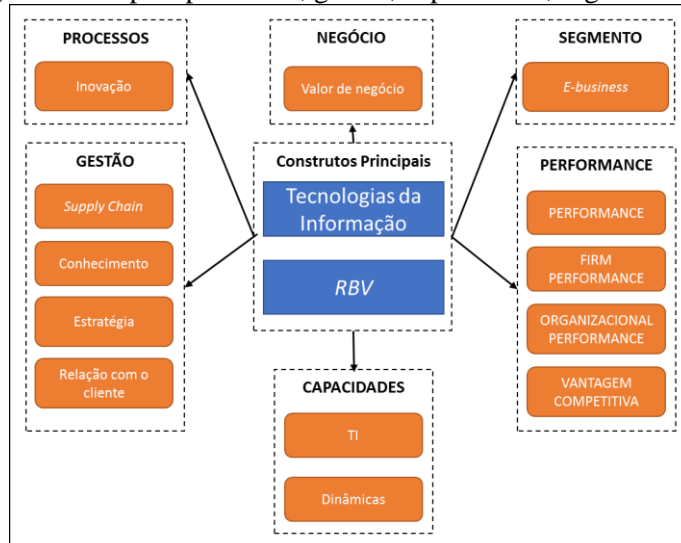 PROCESSOS
Inovação
NEGÓCIO
Valor de negócio
SEGMENTO
E-business
GESTÃO
Supply Chain
Conhecimento
Estratégia
Relação com o
cliente
Construtos Principais
Tecnologias da
Informação
RBV
PERFORMANCE
PERFORMANCE
FIRM
PERFORMANCE
ORGANIZACIONAL
PERFORMANCE
VANTAGEM
COMPETITIVA
CAPACIDADES
TI
Dinâmicas